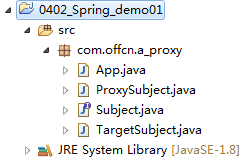 0402_Spring_demo01
src
com.offcn.a_proxy
App.java
ProxySubject.java
Subject.java
TargetSubject.java
JRE System Library [JavaSE-1.8]